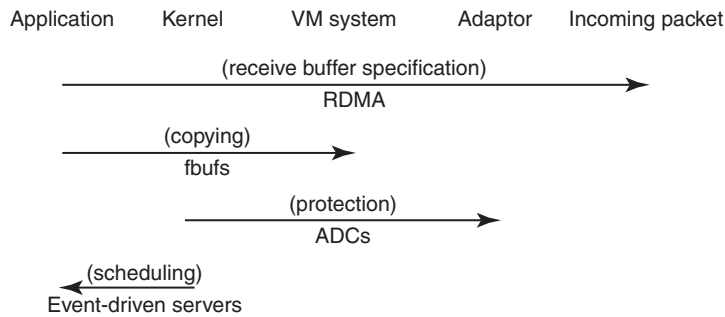 Application Kernel VM system Adaptor Incoming packet
(receive buffer specification)
RDMA
(copying)
fbufs
(protection)
ADCs
(scheduling)
Event-driven servers